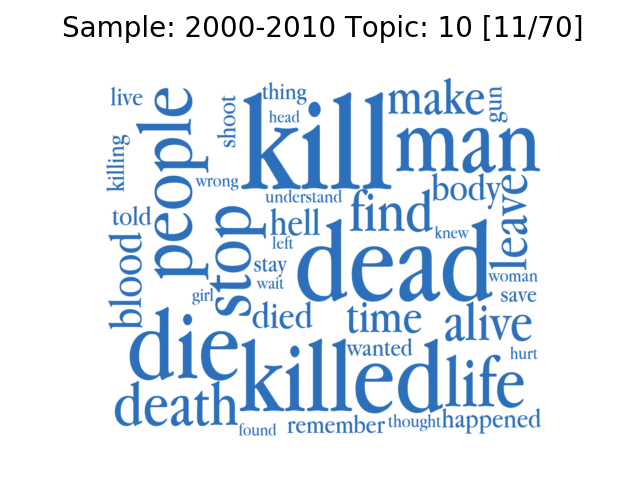 Sample: 2000-2010 Topic: 10 [11/70]
live
people
shoot
thing
head
kill
make
gun
man
killing
wrong
understand
body
told
stop
hell
find
knew
leave
left
dead
blood
stay
wait
woman
girl
save
died
time
alive
die
killed
wanted
hurt
life
death
found
remember
thought
happened